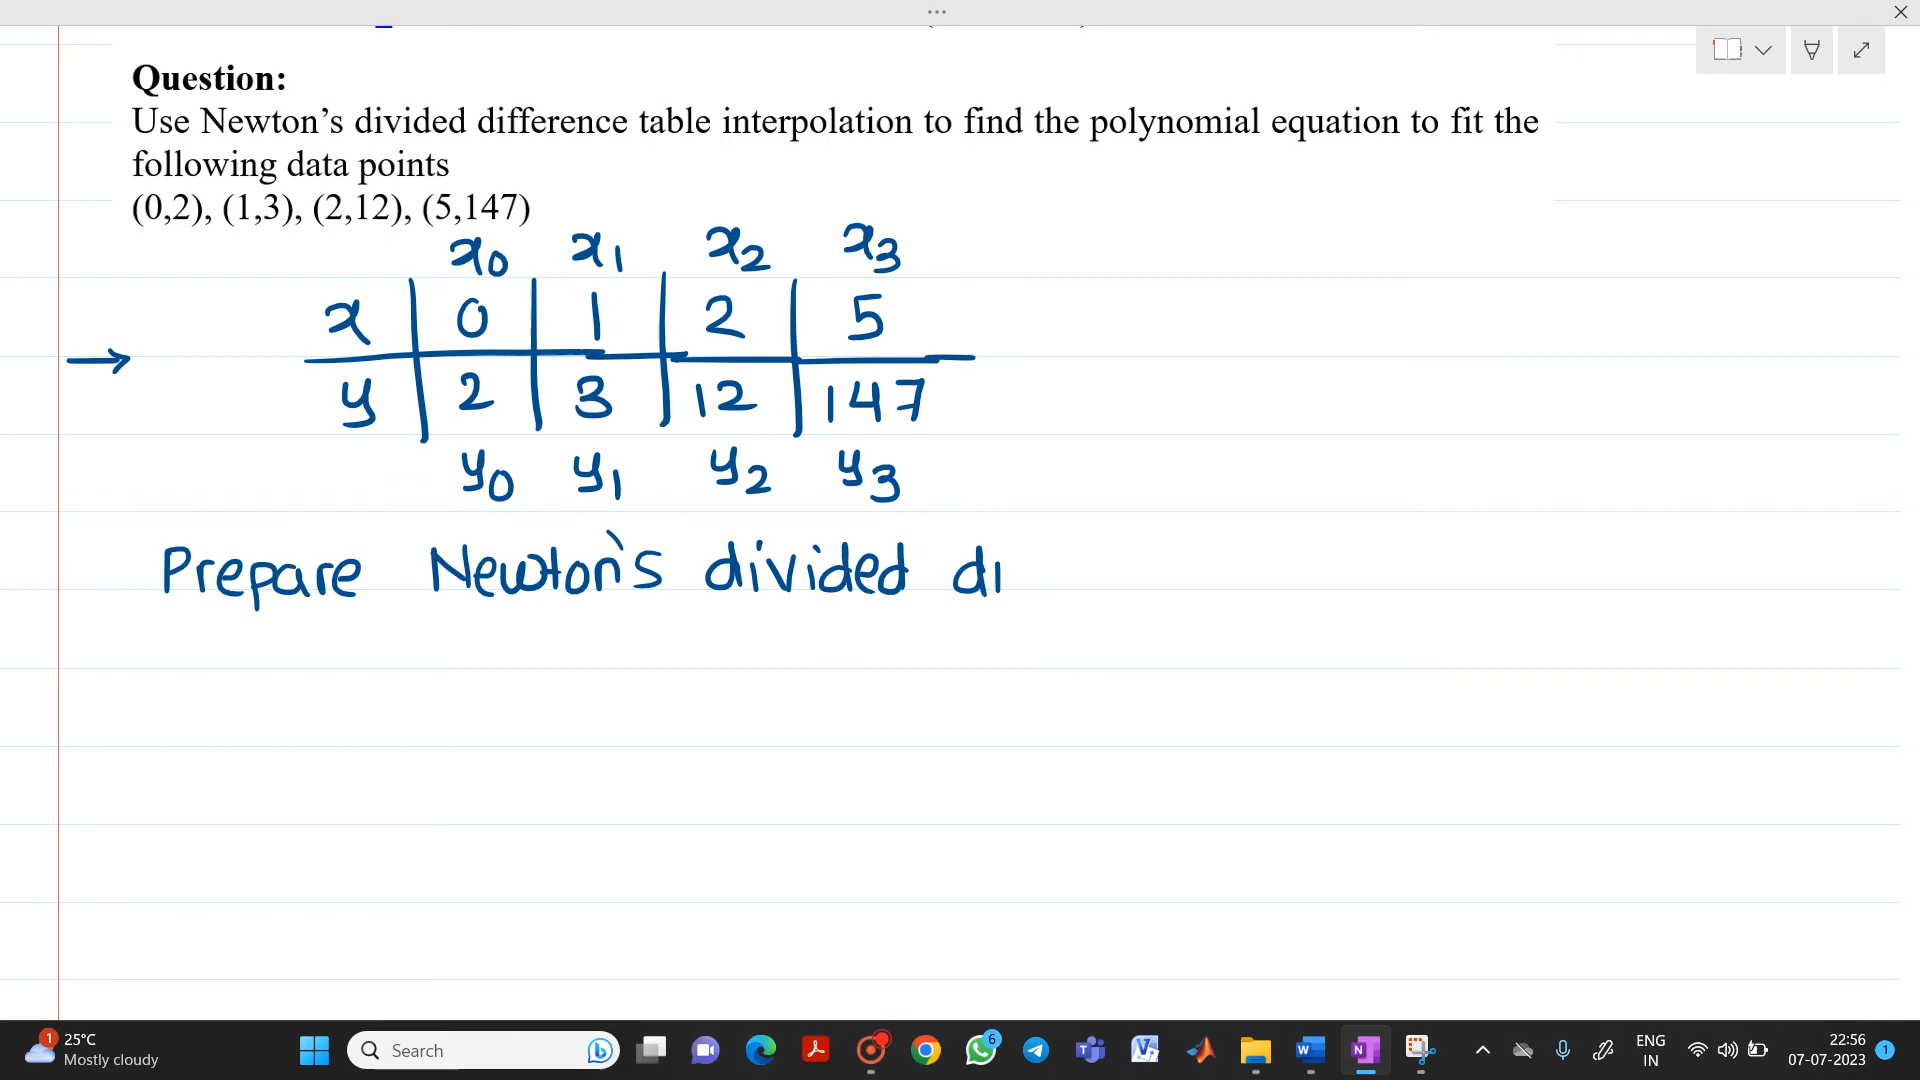 Question:
Use Newton’s divided difference table interpolation to find the polynomial equation to fit the
following data points
(0,2), (1,3), (2,12), (5,147)
x0 x1 x2 x3
x 0 1 2 5
y 2 3 12 147
y0 y1 y2 y3
Prepare Newton's divided di
1
25°C
Mostly cloudy
Search
6
ENG
IN
22:56
07-07-2023
1